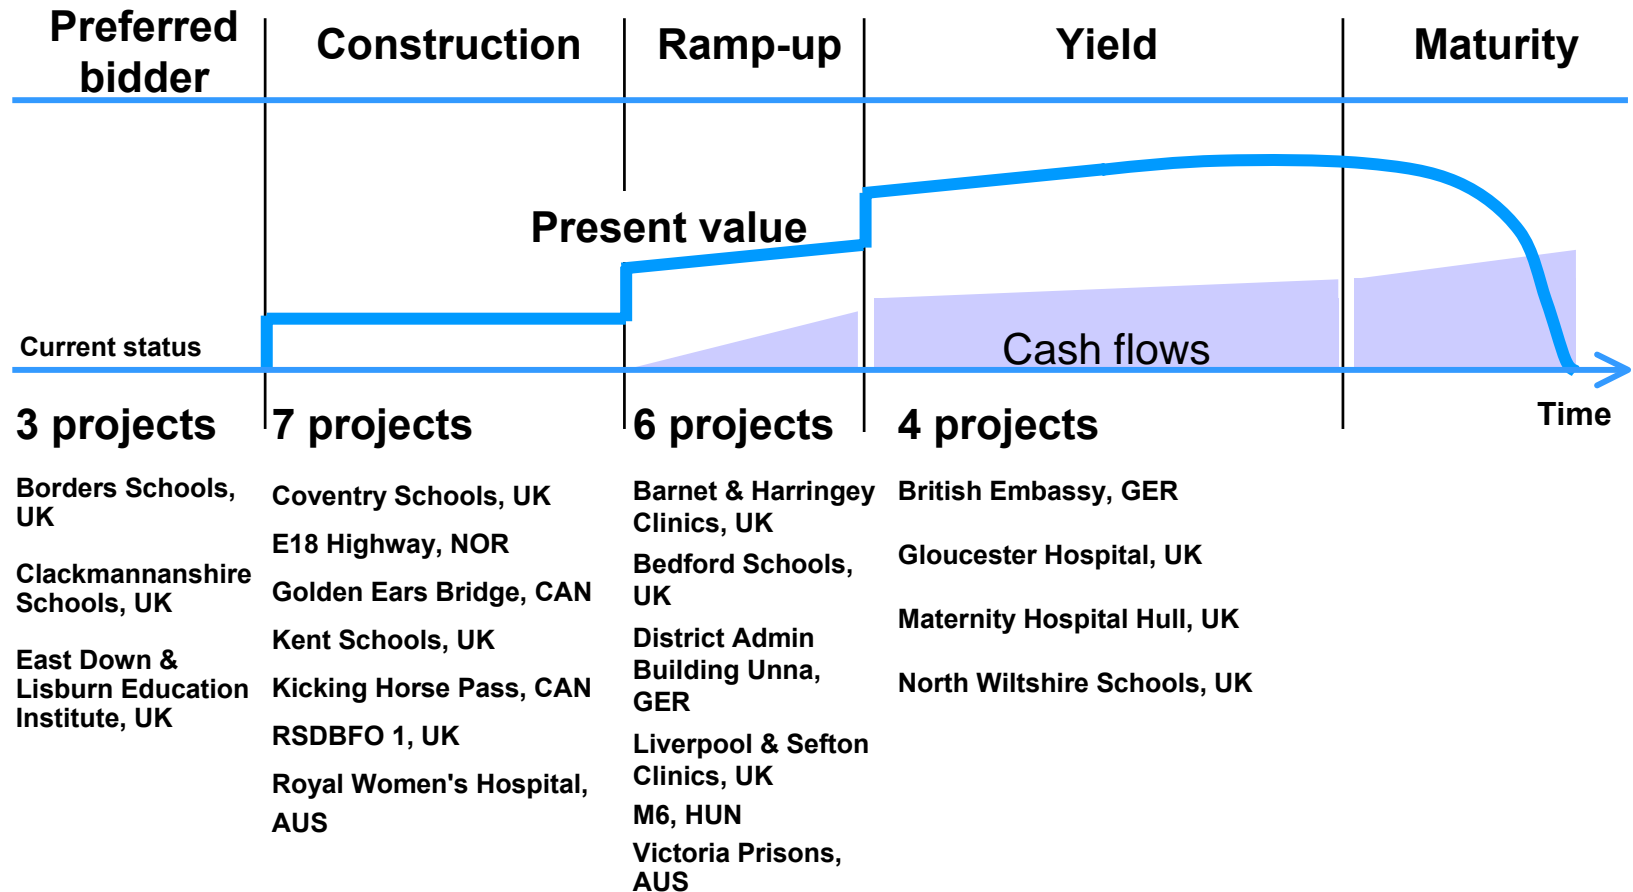 Preferred
bidder
Construction
Ramp-up
Yield
Maturity
Present value
Current status
Cash flows
Time
3 projects
Borders Schools,
UK
Clackmannanshire
Schools, UK
East Down &
Lisburn Education
Institute, UK
7 projects
Coventry Schools, UK
E18 Highway, NOR
Golden Ears Bridge, CAN
Kent Schools, UK
Kicking Horse Pass, CAN
RSDBFO 1, UK
Royal Women's Hospital,
AUS
6 projects
Barnet & Harringey
Clinics, UK
Bedford Schools,
UK
District Admin
Building Unna,
GER
Liverpool & Sefton
Clinics, UK
M6, HUN
Victoria Prisons,
AUS
4 projects
British Embassy, GER
Gloucester Hospital, UK
Maternity Hospital Hull, UK
North Wiltshire Schools, UK